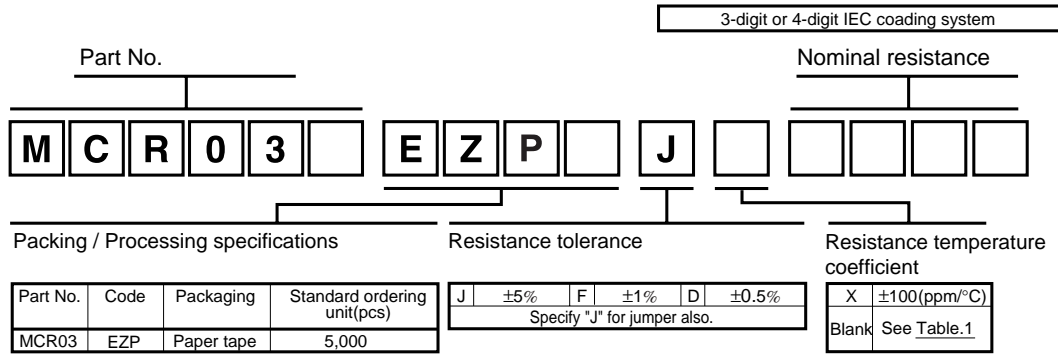 3-digit or 4-digit IEC coading system
Part No.
Nominal resistance
M C R 0 3 E Z P J
Packing / Processing specifications
Resistance tolerance
Resistance temperature
coefficient
Part No. Code Packaging Standard ordering
unit(pcs)
MCR03 EZP Paper tape 5,000
J ±5% F ±1% D ±0.5%
Specify "J" for jumper also.
X ±100(ppm/°C)
Blank See Table.1